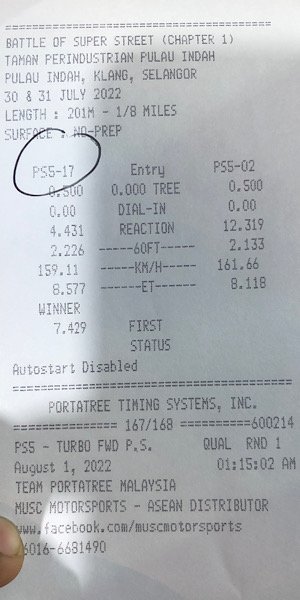 =====================================
BATTLE OF SUPER STREET (CHAPTER 1)
TAMAN PERINDUSTRIAN PULAU INDAH
PULAU INDAH, KLANG, SELANGOR
30 & 31 JULY 2022
LENGTH : 201M - 1/8 MILES
SURFACE : NO-PREP
PS5-17 Entry PS5-02
0.500 0.000 TREE 0.500
0.00 DIAL-IN 0.00
4.431 REACTION 12.319
2.226 ------60FT------ 2.133
159.11 ------KM/H------ 161.66
8.577 -------ET------- 8.118
WINNER
7.429 FIRST
STATUS
Autostart Disabled
=====================================
PORTATREE TIMING SYSTEMS, INC.
============== 167/168 ==========600214
PS5 - TURBO FWD P.S. QUAL RND 1
August 1, 2022 01:15:02 AM
TEAM PORTATREE MALAYSIA
MUSC MOTORSPORTS - ASEAN DISTRIBUTOR
www.facebook.com/muscmotorsports
6016-6681490